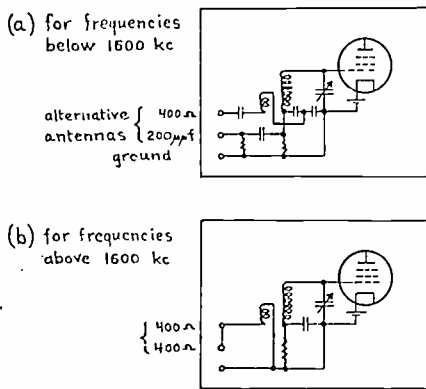 (a) for frequencies
below 1600 kc
alternative { 400Ω
antennas { 200μμf
ground
(b) for frequencies
above 1600 kc
{ 400Ω
{ 400Ω